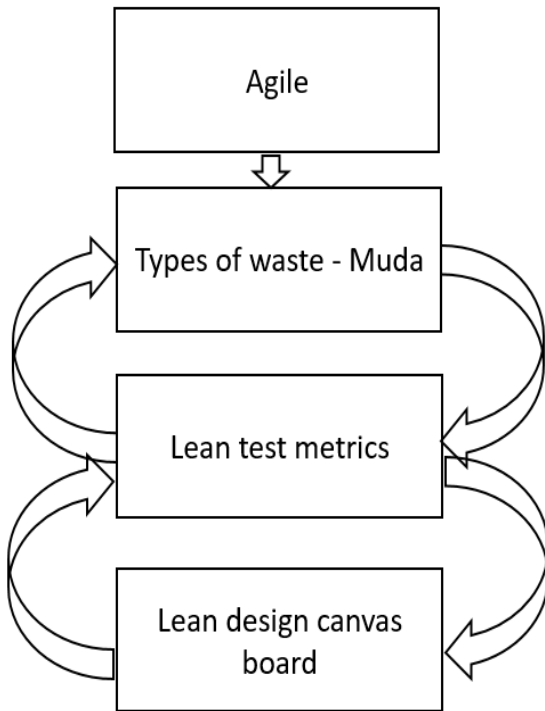 Agile
Types of waste - Muda
Lean test metrics
Lean design canvas
board